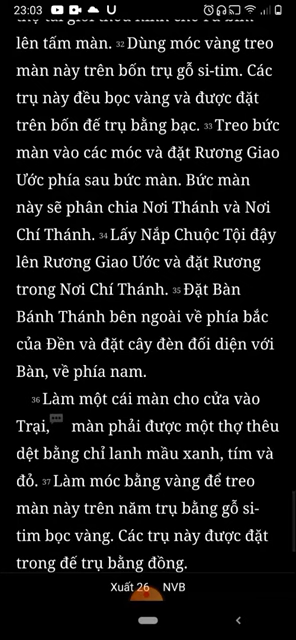 23:03
lên tấm màn. 32 Dùng móc vàng treo
màn này trên bốn trụ gỗ si-tim. Các
trụ này đều bọc vàng và được đặt
trên bốn đế trụ bằng bạc. 33 Treo bức
màn vào các móc và đặt Rương Giao
Ước phía sau bức màn. Bức màn
này sẽ phân chia Nơi Thánh và Nơi
Chí Thánh. 34 Lấy Nắp Chuộc Tội đậy
lên Rương Giao Ước và đặt Rương
trong Nơi Chí Thánh. 35 Đặt Bàn
Bánh Thánh bên ngoài về phía bắc
của Đền và đặt cây đèn đối diện với
Bàn, về phía nam.
36 Làm một cái màn cho cửa vào
Trại, màn phải được một thợ thêu
dệt bằng chỉ lanh mầu xanh, tím và
đỏ. 37 Làm móc bằng vàng để treo
màn này trên năm trụ bằng gỗ si-
tim bọc vàng. Các trụ này được đặt
trong đế trụ bằng đồng.
Xuất 26 NVB